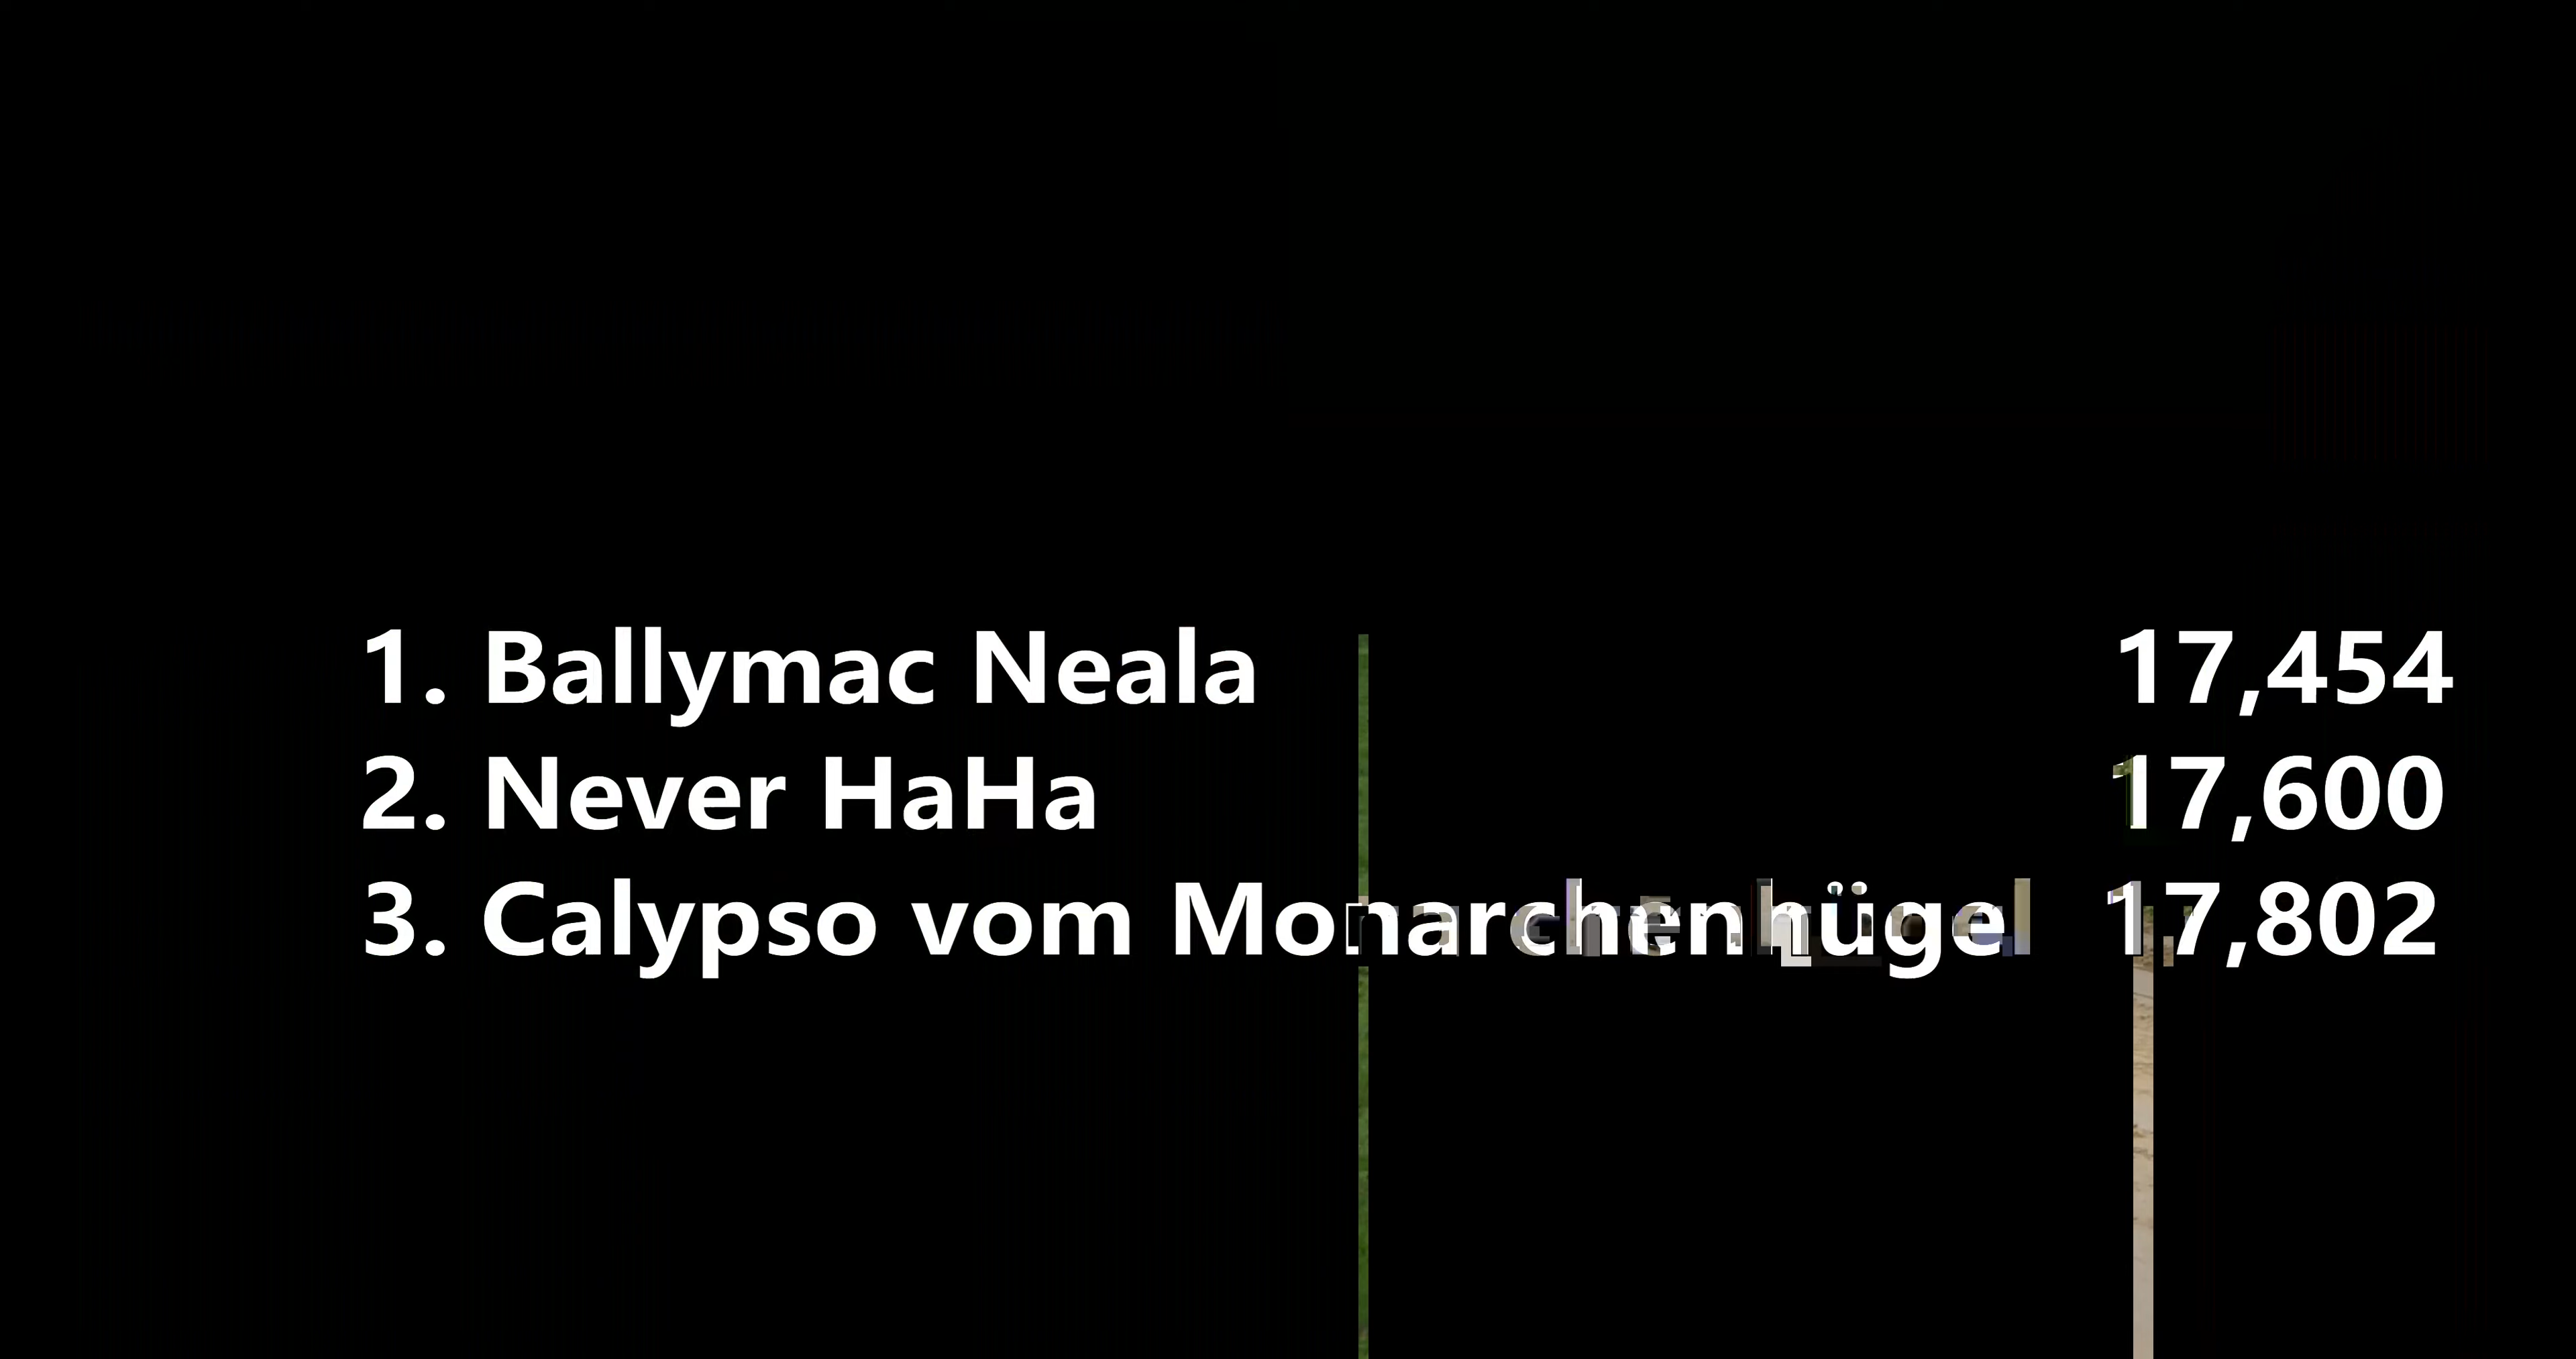 1. Ballymac Neala 17,454
2. Never HaHa 17,600
3. Calypso vom Monarchenhügel 17,802